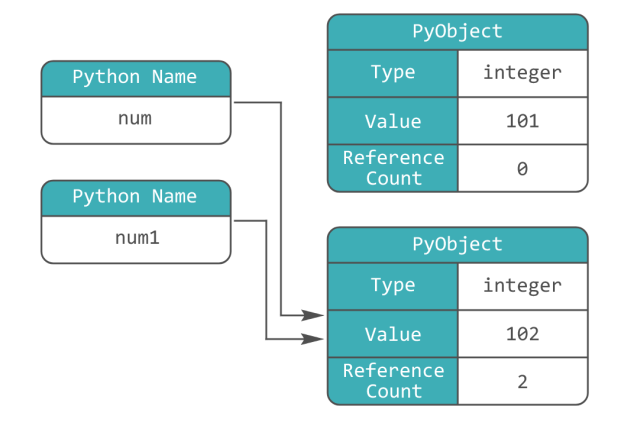 Python Name
num
Python Name
num1
PyObject
Type integer
Value 101
Reference
Count 0
PyObject
Type integer
Value 102
Reference
Count 2